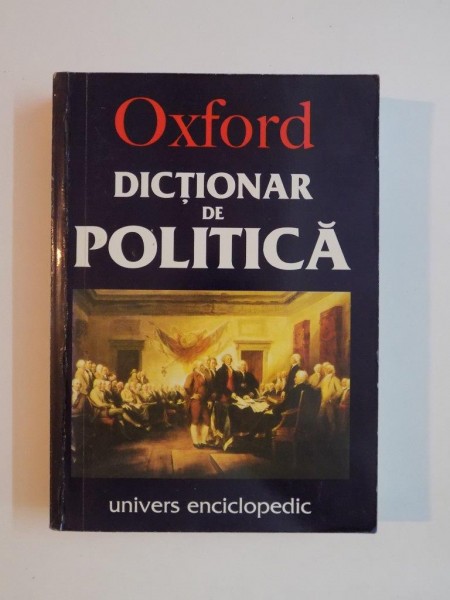 Oxford
DICȚIONAR
DE
POLITICĂ
univers enciclopedic